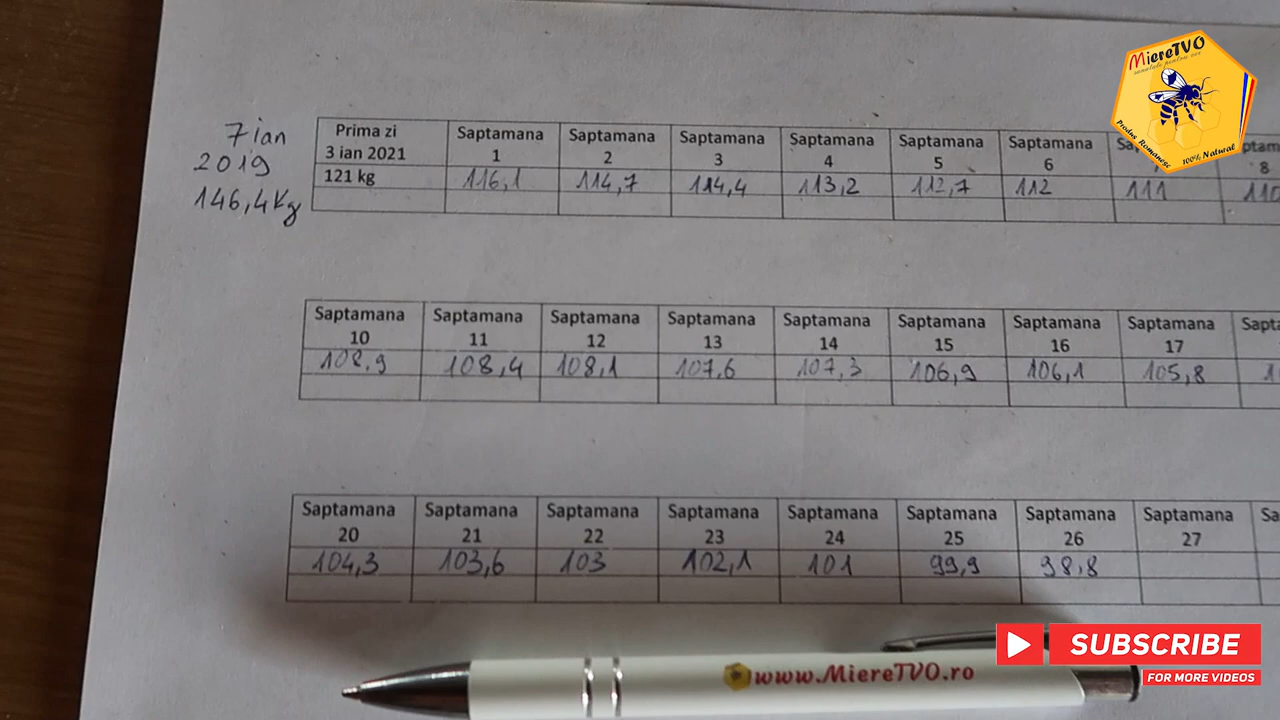 MiereTVO
Produs Romanesc 100% Natural
7 ian
2019
146,4 Kg
Prima zi Saptamana Saptamana Saptamana Saptamana Saptamana Saptamana
3 ian 2021 1 2 3 4 5 6 8
121 kg 116,1 114,7 114,4 113,2 112,7 112 111 110
Saptamana Saptamana Saptamana Saptamana Saptamana Saptamana Saptamana Saptamana
10 11 12 13 14 15 16 17
108,9 108,4 108,1 107,6 107,3 106,9 106,1 105,8
Saptamana Saptamana Saptamana Saptamana Saptamana Saptamana Saptamana Saptamana
20 21 22 23 24 25 26 27
104,3 103,6 103 102,1 101 99,9 98,8
www.MiereTVO.ro
SUBSCRIBE
FOR MORE VIDEOS